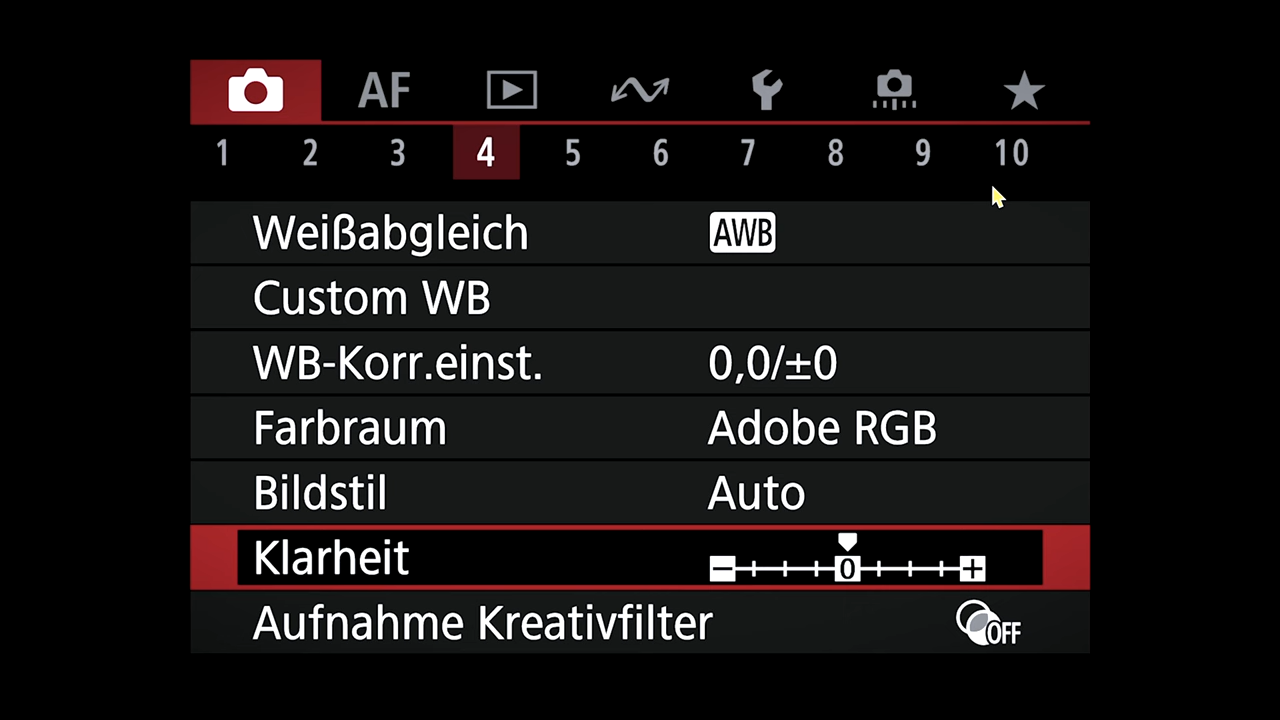 AF
1 2 3 4 5 6 7 8 9 10
Weißabgleich AWB
Custom WB
WB-Korr.einst. 0,0/±0
Farbraum Adobe RGB
Bildstil Auto
Klarheit − 0 +
Aufnahme Kreativfilter OFF